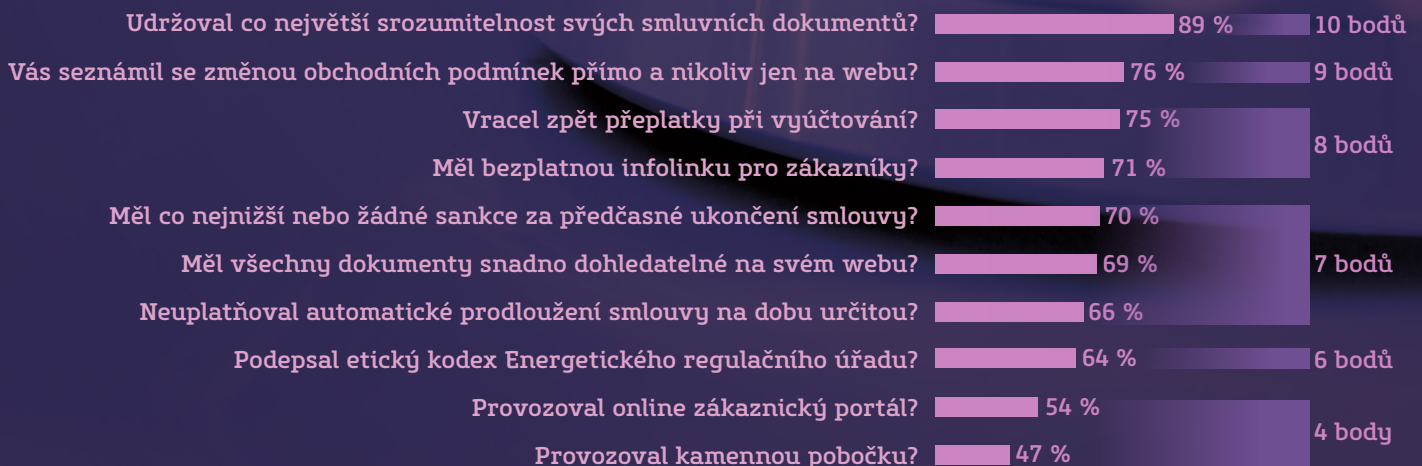 Udržoval co největší srozumitelnost svých smluvních dokumentů? 89 % 10 bodů
Vás seznámil se změnou obchodních podmínek přímo a nikoliv jen na webu? 76 % 9 bodů
Vracel zpět přeplatky při vyúčtování? 75 %
8 bodů
Měl bezplatnou infolinku pro zákazníky? 71 %
Měl co nejnižší nebo žádné sankce za předčasné ukončení smlouvy? 70 %
Měl všechny dokumenty snadno dohledatelné na svém webu? 69 % 7 bodů
Neuplatňoval automatické prodloužení smlouvy na dobu určitou? 66 %
Podepsal etický kodex Energetického regulačního úřadu? 64 % 6 bodů
Provozoval online zákaznický portál? 54 %
4 body
Provozoval kamennou pobočku? 47 %